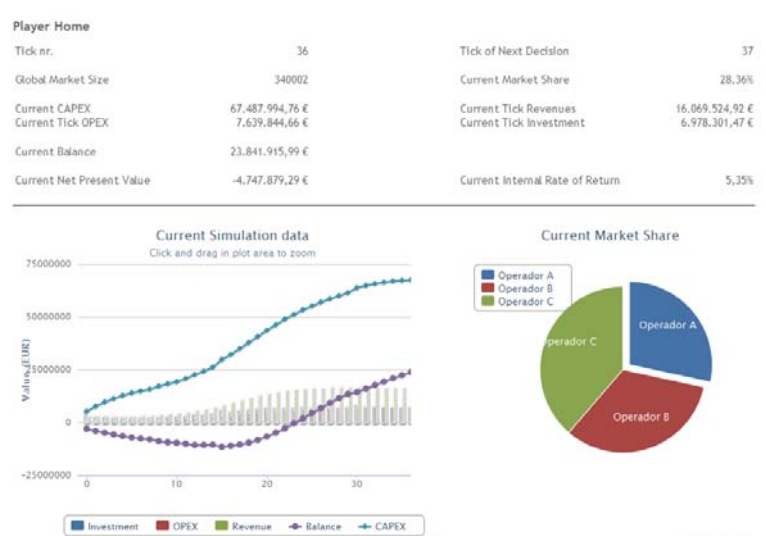 Player Home
Tick nr. 36 Tick of Next Decision 37
Global Market Size 340002 Current Market Share 28,36%
Current CAPEX 67.487.994,76 € Current Tick Revenues 16.069.524,92 €
Current Tick OPEX 7.639.844,66 € Current Tick Investment 6.978.301,47 €
Current Balance 23.841.915,99 €
Current Net Present Value -4.747.879,29 € Current Internal Rate of Return 5,35%
Current Simulation data
Click and drag in plot area to zoom
75000000
50000000
25000000
0
-25000000
Value (EUR)
0 10 20 30
Investment OPEX Revenue Balance CAPEX
Current Market Share
Operador A
Operador B
Operador C
Operador A
Operador B
perador C